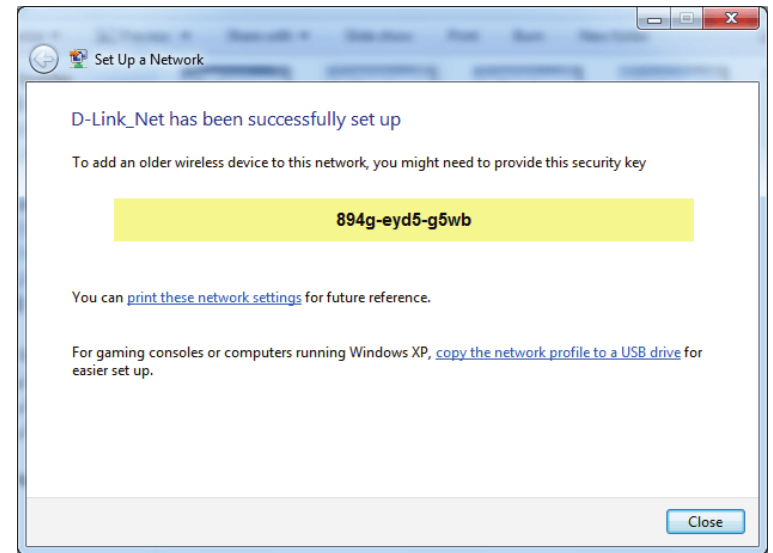 Set Up a Network
D-Link_Net has been successfully set up
To add an older wireless device to this network, you might need to provide this security key
894g-eyd5-g5wb
You can print these network settings for future reference.
For gaming consoles or computers running Windows XP, copy the network profile to a USB drive for
easier set up.
Close